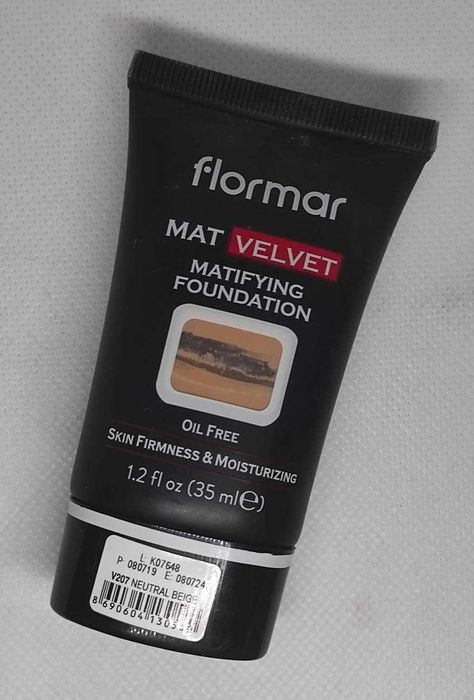 flormar
MAT VELVET
MATIFYING
FOUNDATION
OIL FREE
SKIN FIRMNESS & MOISTURIZING
1.2 fl oz (35 ml℮)
L: K07648
P: 080719 E: 080724
V207 NEUTRAL BEIGE